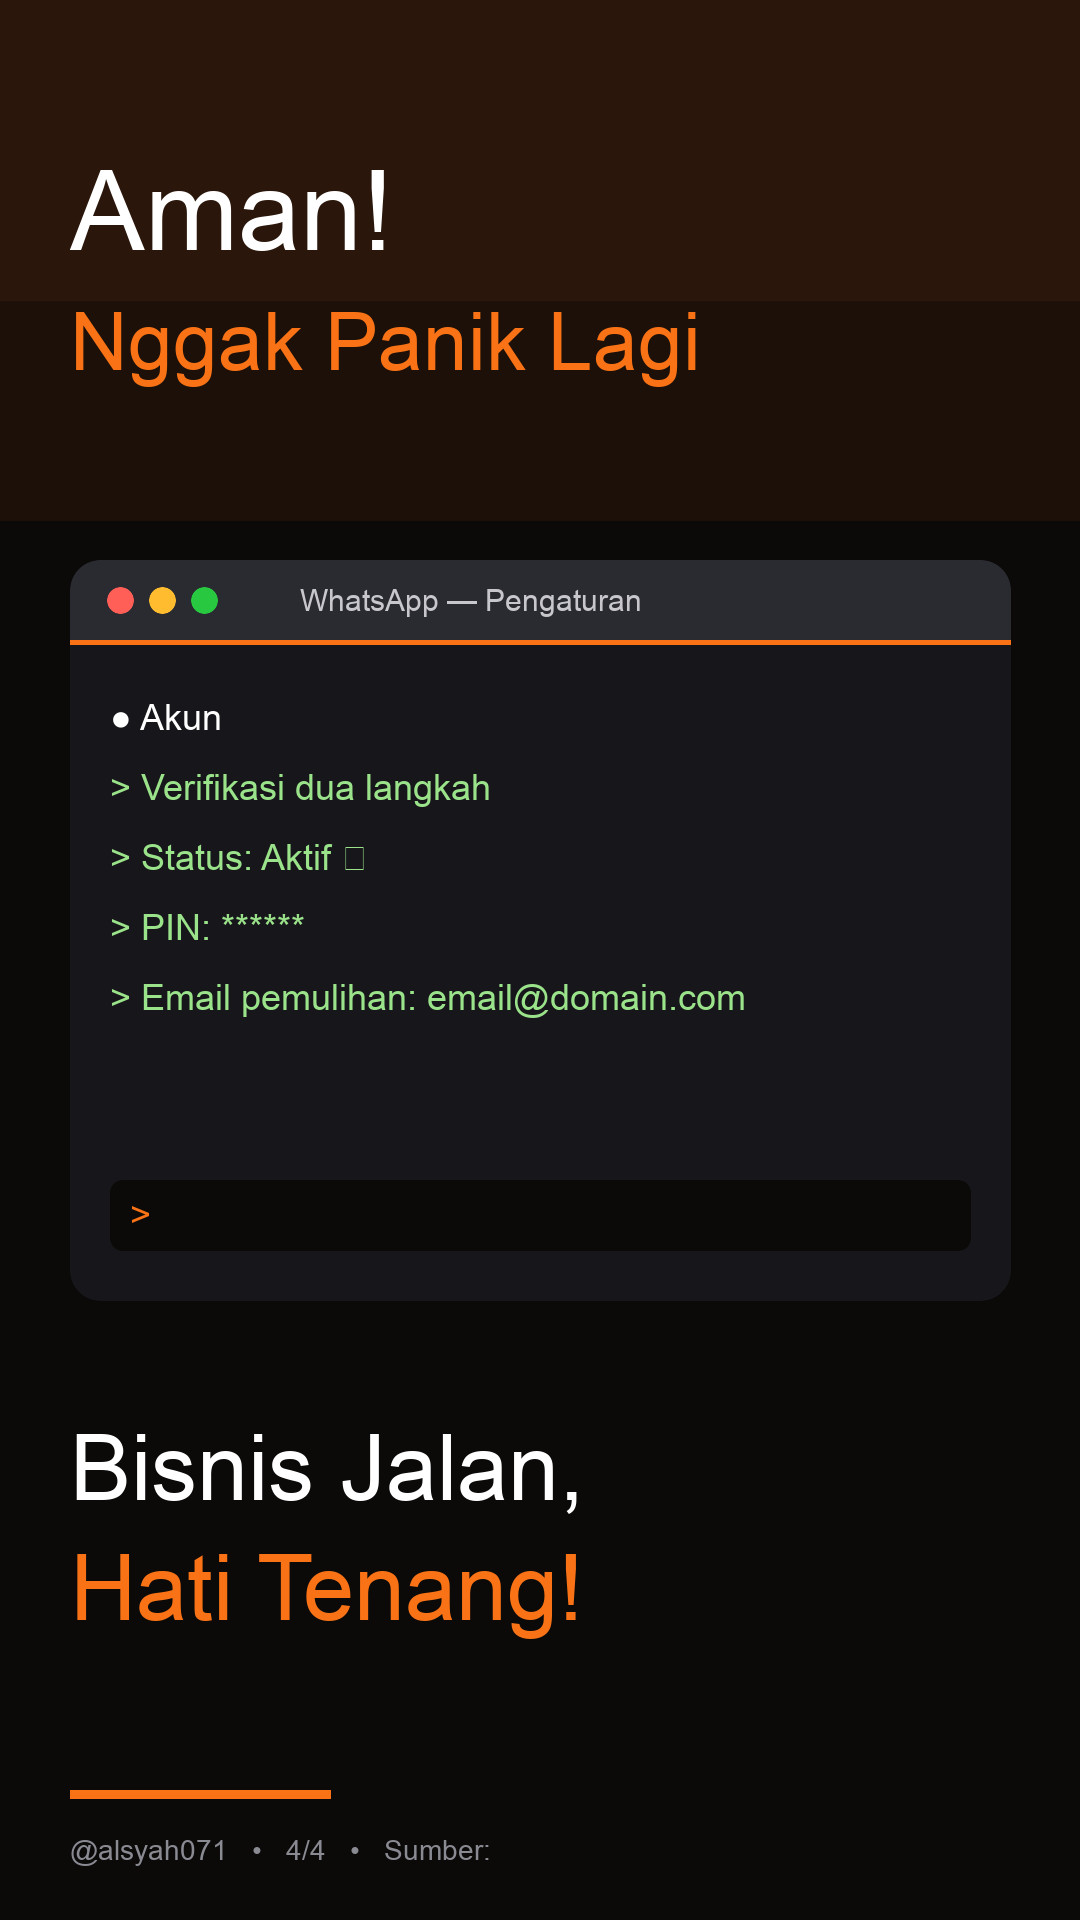 Aman!
Nggak Panik Lagi
WhatsApp — Pengaturan
● Akun
> Verifikasi dua langkah
> Status: Aktif □
> PIN: ******
> Email pemulihan: email@domain.com
>
Bisnis Jalan,
Hati Tenang!
@alsyah071 • 4/4 • Sumber: